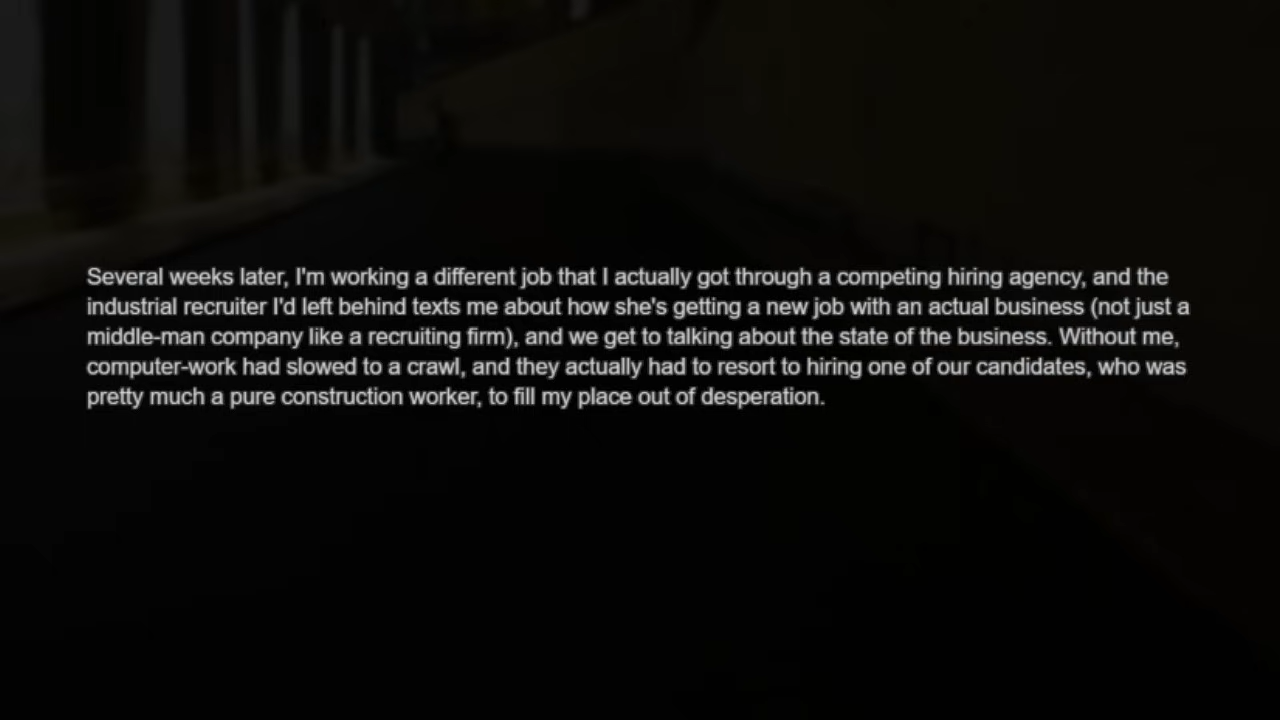 Several weeks later, I'm working a different job that I actually got through a competing hiring agency, and the
industrial recruiter I'd left behind texts me about how she's getting a new job with an actual business (not just a
middle-man company like a recruiting firm), and we get to talking about the state of the business. Without me,
computer-work had slowed to a crawl, and they actually had to resort to hiring one of our candidates, who was
pretty much a pure construction worker, to fill my place out of desperation.